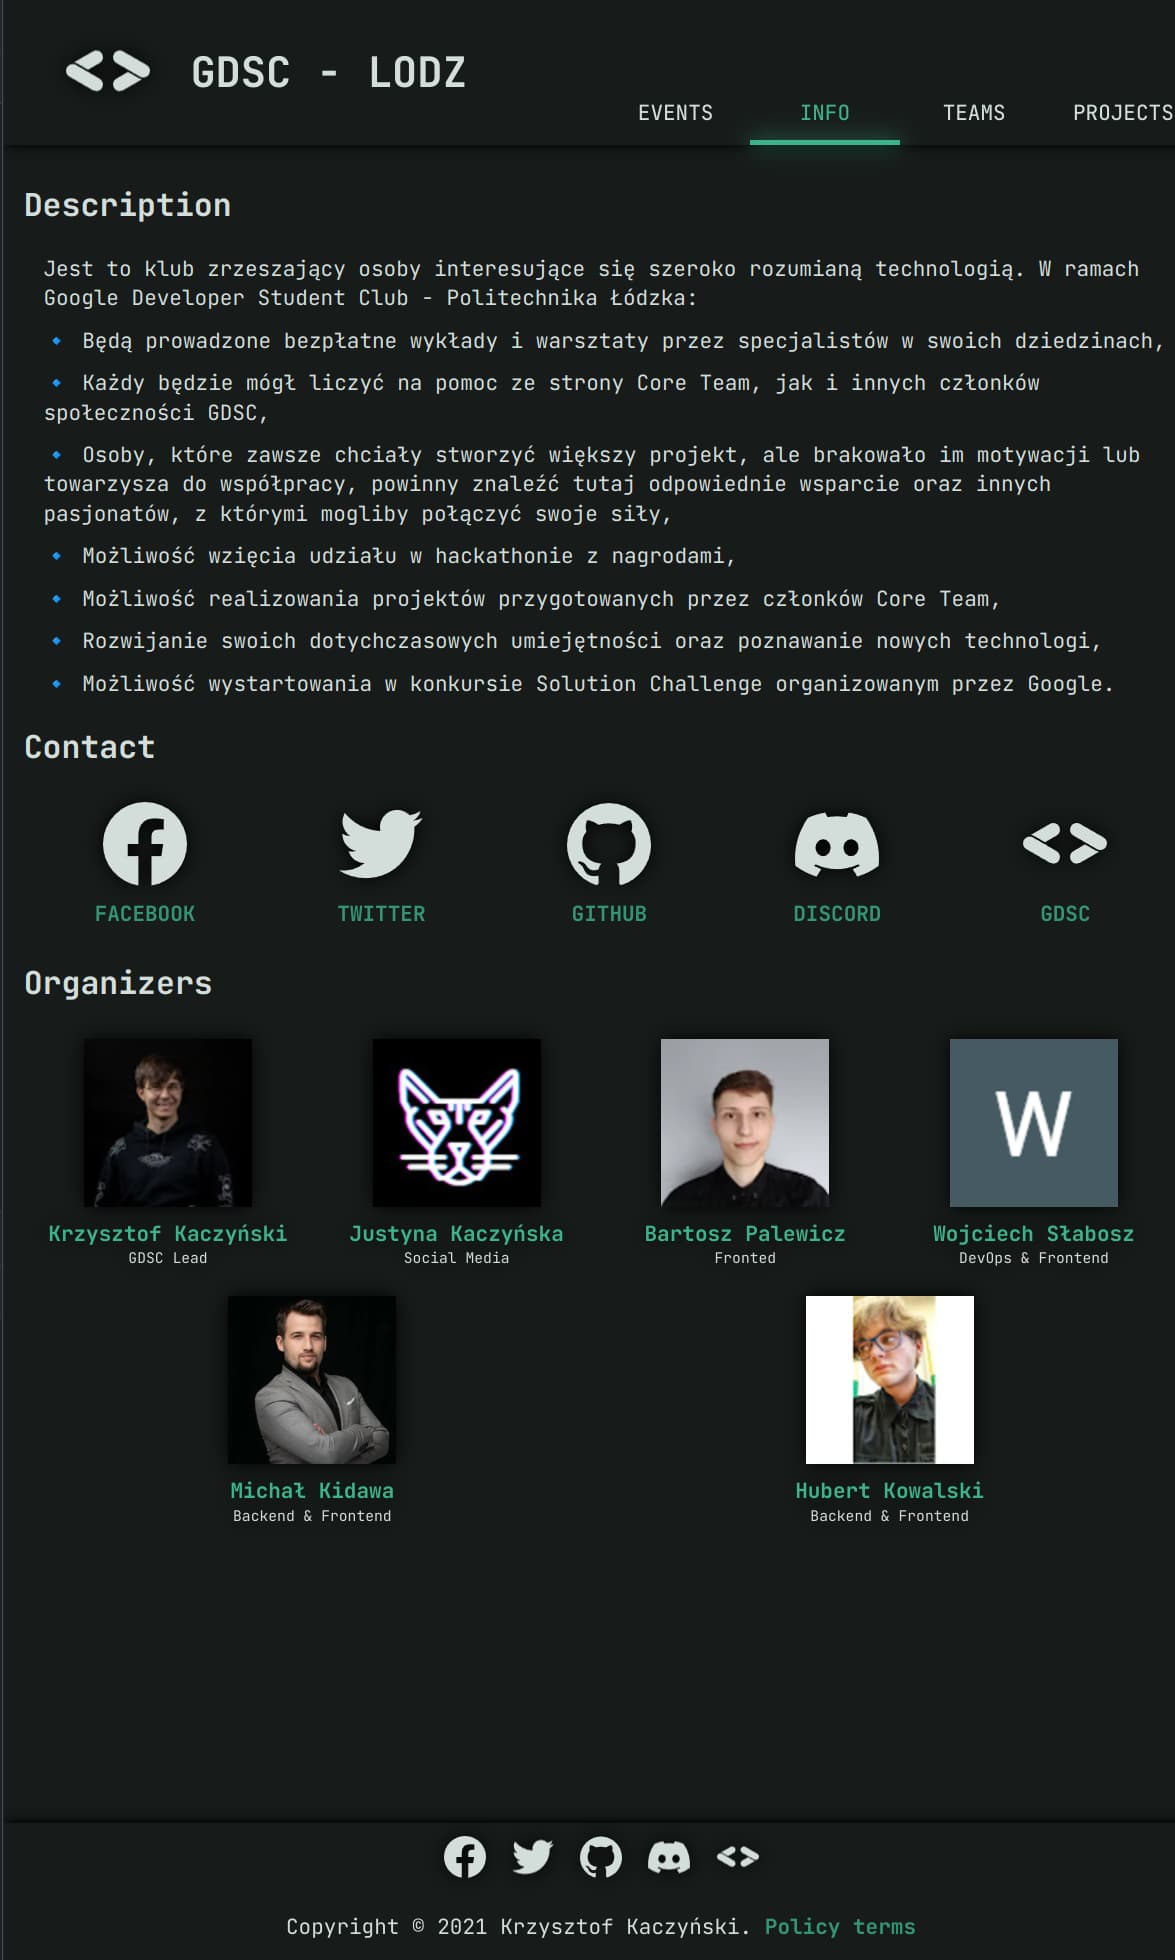 GDSC - LODZ
EVENTS INFO TEAMS PROJECTS
Description
Jest to klub zrzeszający osoby interesujące się szeroko rozumianą technologią. W ramach
Google Developer Student Club - Politechnika Łódzka:
🔹 Będą prowadzone bezpłatne wykłady i warsztaty przez specjalistów w swoich dziedzinach,
🔹 Każdy będzie mógł liczyć na pomoc ze strony Core Team, jak i innych członków
społeczności GDSC,
🔹 Osoby, które zawsze chciały stworzyć większy projekt, ale brakowało im motywacji lub
towarzysza do współpracy, powinny znaleźć tutaj odpowiednie wsparcie oraz innych
pasjonatów, z którymi mogliby połączyć swoje siły,
🔹 Możliwość wzięcia udziału w hackathonie z nagrodami,
🔹 Możliwość realizowania projektów przygotowanych przez członków Core Team,
🔹 Rozwijanie swoich dotychczasowych umiejętności oraz poznawanie nowych technologi,
🔹 Możliwość wystartowania w konkursie Solution Challenge organizowanym przez Google.
Contact
FACEBOOK TWITTER GITHUB DISCORD GDSC
Organizers
W
Krzysztof Kaczyński Justyna Kaczyńska Bartosz Palewicz Wojciech Słabosz
GDSC Lead Social Media Fronted DevOps & Frontend
Michał Kidawa Hubert Kowalski
Backend & Frontend Backend & Frontend
Copyright © 2021 Krzysztof Kaczyński. Policy terms